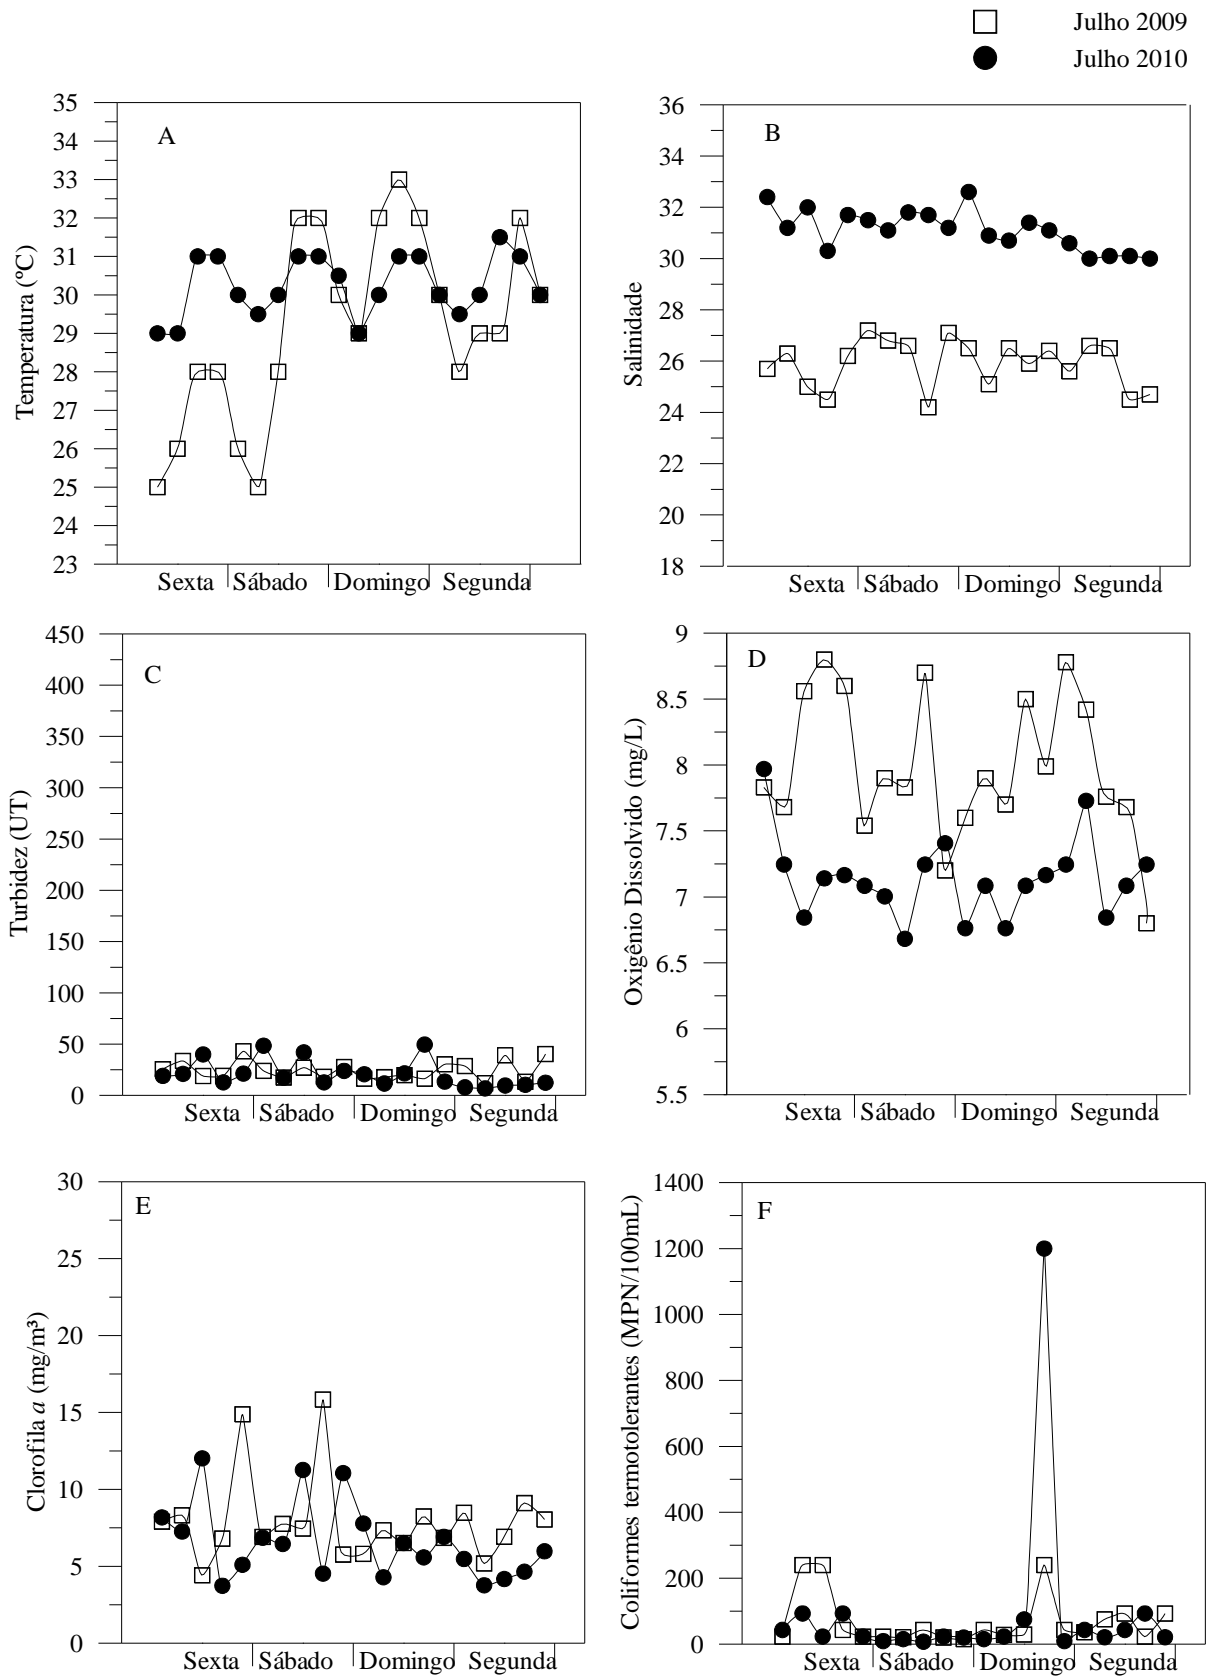 Julho 2009
Julho 2010
A
35
34
33
32
31
30
29
28
27
26
25
24
23
Temperatura (ºC)
Sexta Sábado Domingo Segunda
B
36
34
32
30
28
26
24
22
20
18
Salinidade
Sexta Sábado Domingo Segunda
C
450
400
350
300
250
200
150
100
50
0
Turbidez (UT)
Sexta Sábado Domingo Segunda
D
9
8.5
8
7.5
7
6.5
6
5.5
Oxigênio Dissolvido (mg/L)
Sexta Sábado Domingo Segunda
E
30
25
20
15
10
5
0
Clorofila a (mg/m³)
Sexta Sábado Domingo Segunda
F
1400
1200
1000
800
600
400
200
0
Coliformes termotolerantes (MPN/100mL)
Sexta Sábado Domingo Segunda